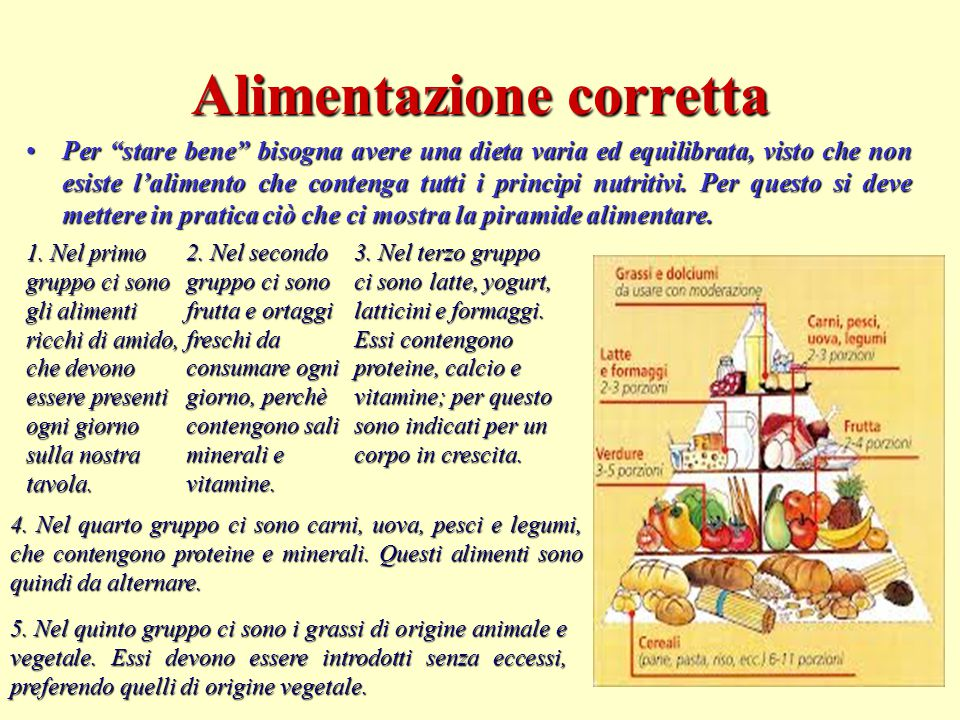 Alimentazione corretta
• Per “stare bene” bisogna avere una dieta varia ed equilibrata, visto che non
esiste l’alimento che contenga tutti i principi nutritivi. Per questo si deve
mettere in pratica ciò che ci mostra la piramide alimentare.
1. Nel primo
gruppo ci sono
gli alimenti
ricchi di amido,
che devono
essere presenti
ogni giorno
sulla nostra
tavola.
2. Nel secondo
gruppo ci sono
frutta e ortaggi
freschi da
consumare ogni
giorno, perchè
contengono sali
minerali e
vitamine.
3. Nel terzo gruppo
ci sono latte, yogurt,
latticini e formaggi.
Essi contengono
proteine, calcio e
vitamine; per questo
sono indicati per un
corpo in crescita.
4. Nel quarto gruppo ci sono carni, uova, pesci e legumi,
che contengono proteine e minerali. Questi alimenti sono
quindi da alternare.
5. Nel quinto gruppo ci sono i grassi di origine animale e
vegetale. Essi devono essere introdotti senza eccessi,
preferendo quelli di origine vegetale.
Grassi e dolciumi
da usare con moderazione
Carni, pesci,
uova, legumi
2-3 porzioni
Latte
e formaggi
2-3 porzioni
Frutta
2-4 porzioni
Verdure
3-5 porzioni
Cereali
(pane, pasta, riso, ecc.) 6-11 porzioni